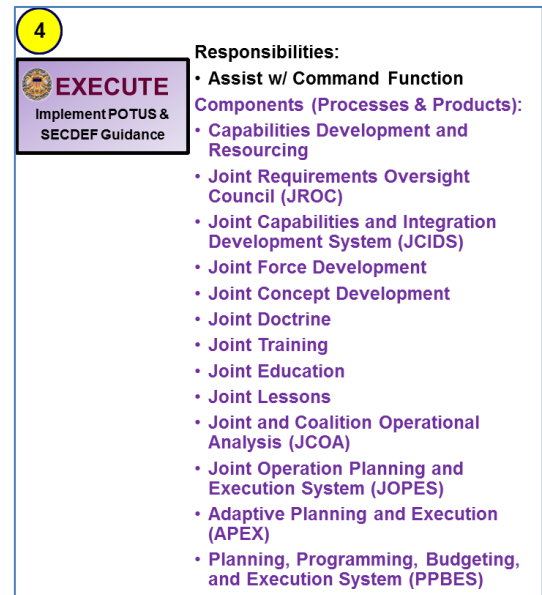 4
EXECUTE
Implement POTUS &
SECDEF Guidance
Responsibilities:
• Assist w/ Command Function
Components (Processes & Products):
• Capabilities Development and
Resourcing
• Joint Requirements Oversight
Council (JROC)
• Joint Capabilities and Integration
Development System (JCIDS)
• Joint Force Development
• Joint Concept Development
• Joint Doctrine
• Joint Training
• Joint Education
• Joint Lessons
• Joint and Coalition Operational
Analysis (JCOA)
• Joint Operation Planning and
Execution System (JOPES)
• Adaptive Planning and Execution
(APEX)
• Planning, Programming, Budgeting,
and Execution System (PPBES)